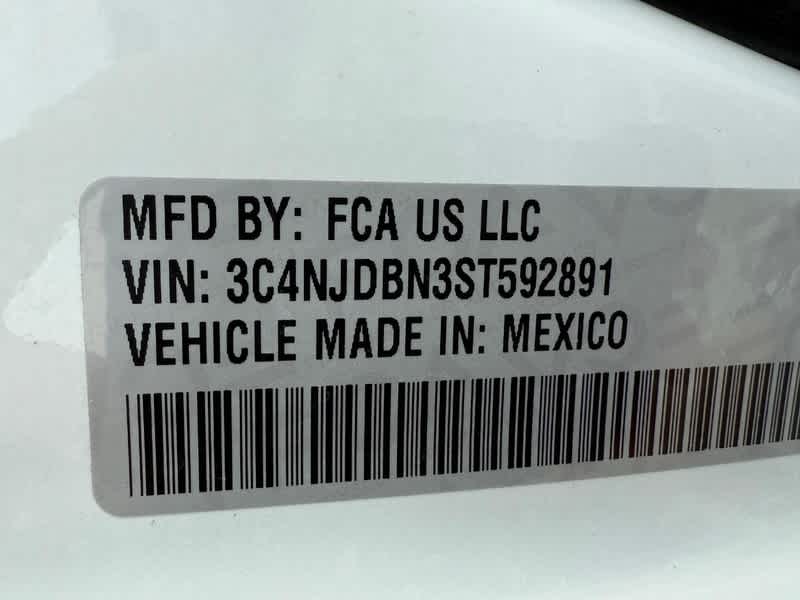 MFD BY: FCA US LLC
VIN: 3C4NJDBN3ST592891
VEHICLE MADE IN: MEXICO